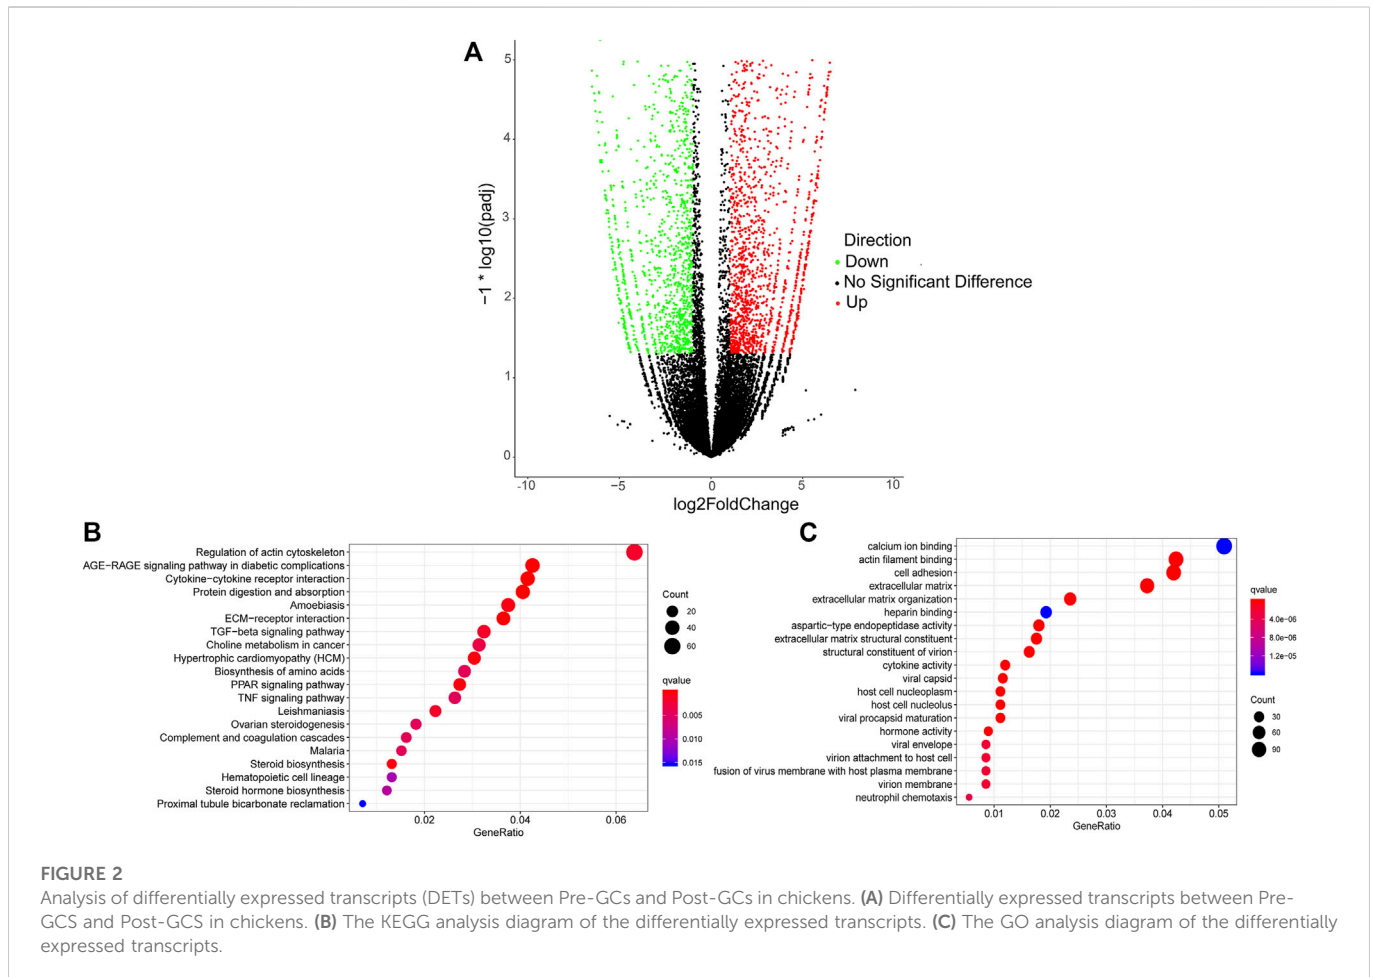 A
5
4
3
2
1
0
−1 * log10(padj)
-10
−5
0
5
10
log2FoldChange
Direction
Down
No Significant Difference
Up
B
Regulation of actin cytoskeleton
AGE−RAGE signaling pathway in diabetic complications
Cytokine−cytokine receptor interaction
Protein digestion and absorption
Amoebiasis
ECM−receptor interaction
TGF−beta signaling pathway
Choline metabolism in cancer
Hypertrophic cardiomyopathy (HCM)
Biosynthesis of amino acids
PPAR signaling pathway
TNF signaling pathway
Leishmaniasis
Ovarian steroidogenesis
Complement and coagulation cascades
Malaria
Steroid biosynthesis
Hematopoietic cell lineage
Steroid hormone biosynthesis
Proximal tubule bicarbonate reclamation
0.02
0.04
0.06
GeneRatio
Count
20
40
60
qvalue
0.005
0.010
0.015
C
calcium ion binding
actin filament binding
cell adhesion
extracellular matrix
extracellular matrix organization
heparin binding
aspartic−type endopeptidase activity
extracellular matrix structural constituent
structural constituent of virion
cytokine activity
viral capsid
host cell nucleoplasm
host cell nucleolus
viral procapsid maturation
hormone activity
viral envelope
virion attachment to host cell
fusion of virus membrane with host plasma membrane
virion membrane
neutrophil chemotaxis
0.01
0.02
0.03
0.04
0.05
GeneRatio
qvalue
4.0e−06
8.0e−06
1.2e−05
Count
30
60
90
FIGURE 2
Analysis of differentially expressed transcripts (DETs) between Pre-GCs and Post-GCs in chickens. (A) Differentially expressed transcripts between Pre-
GCS and Post-GCS in chickens. (B) The KEGG analysis diagram of the differentially expressed transcripts. (C) The GO analysis diagram of the differentially
expressed transcripts.